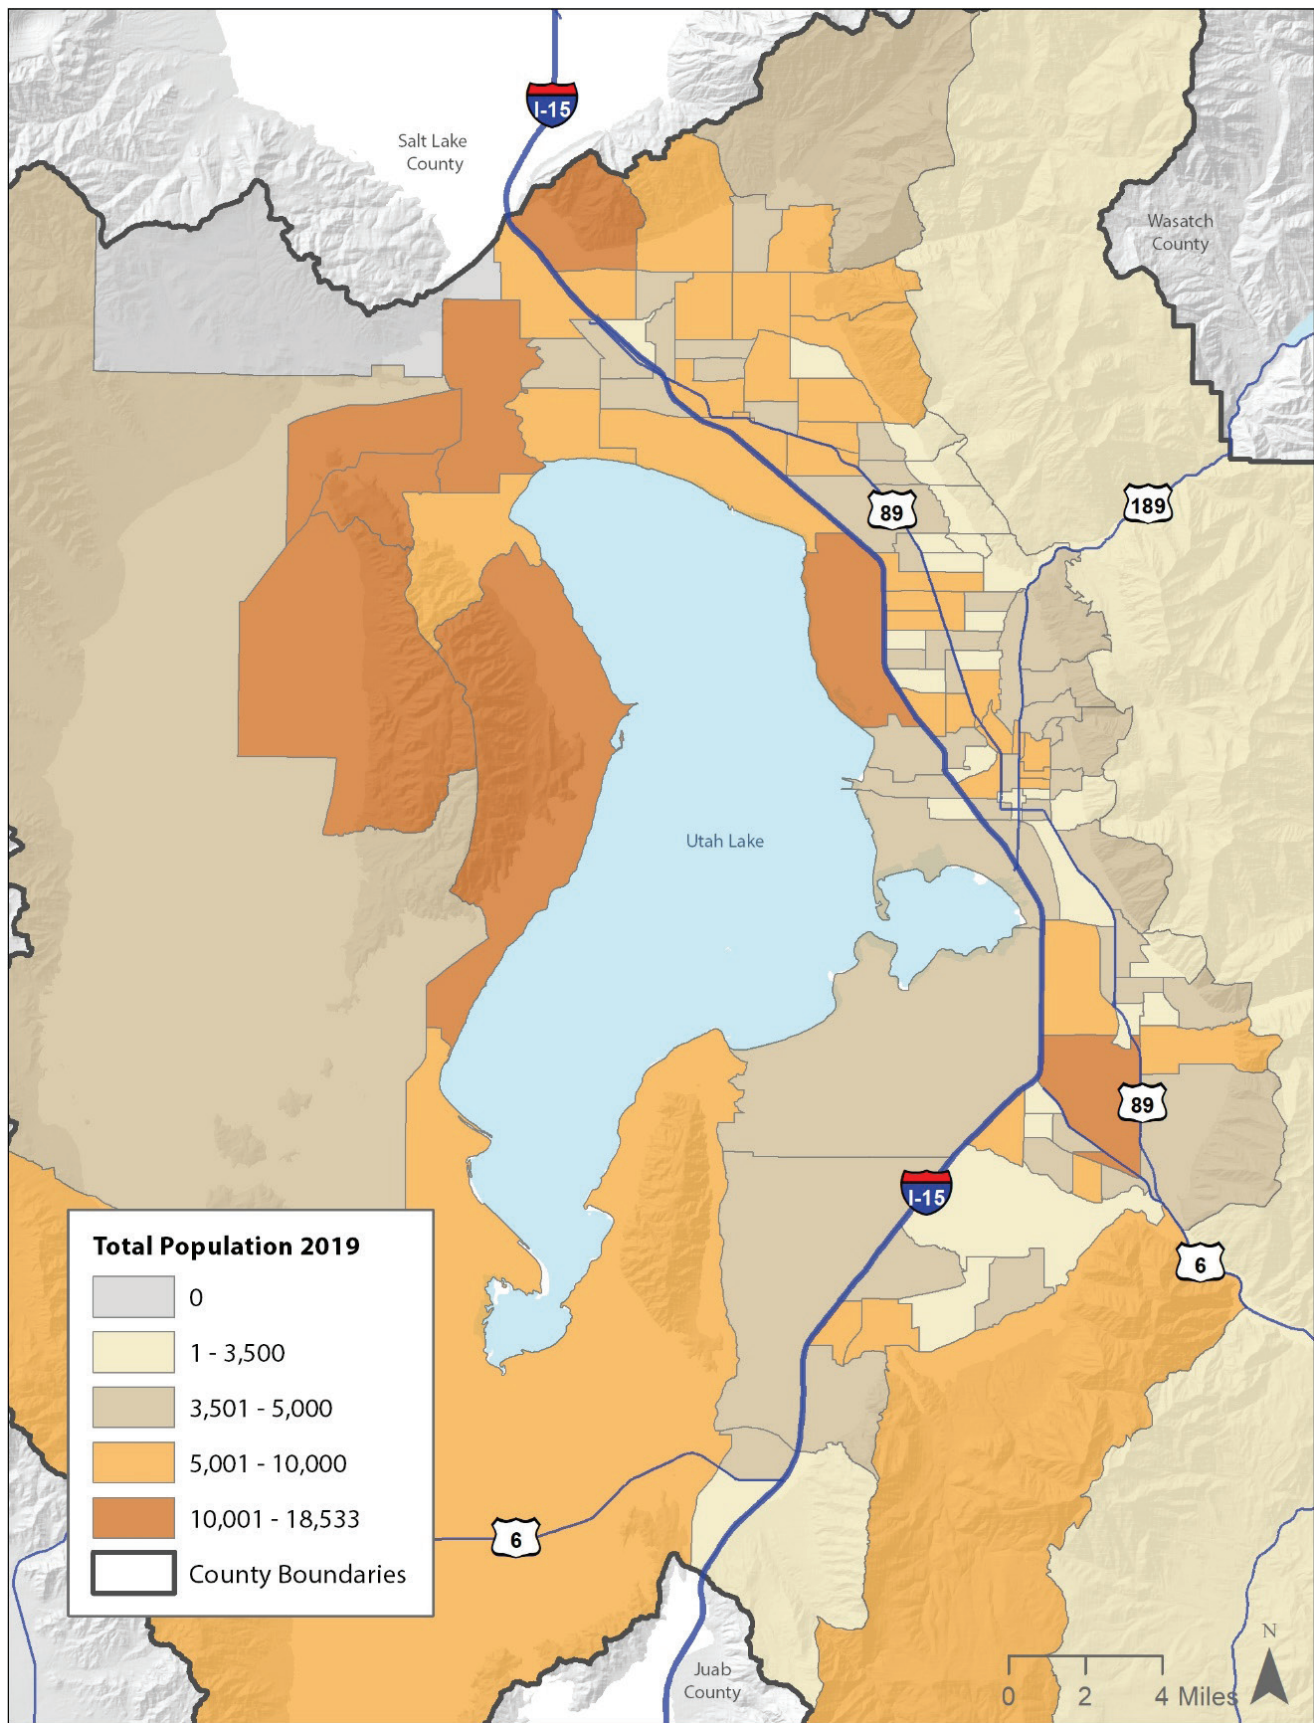 I-15
Salt Lake
County
Wasatch
County
89
189
Utah Lake
89
I-15
6
Total Population 2019
0
1 - 3,500
3,501 - 5,000
5,001 - 10,000
10,001 - 18,533
County Boundaries
6
Juab
County
N
0 2 4 Miles